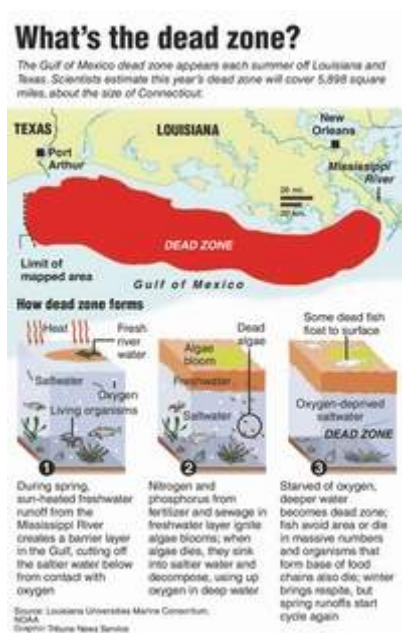 What's the dead zone?
The Gulf of Mexico dead zone appears each summer off Louisiana and
Texas. Scientists estimate this year's dead zone will cover 5,898 square
miles, about the size of Connecticut.
TEXAS
LOUISIANA
New
Orleans
Port
Arthur
Mississippi
River
20 mi.
20 km.
DEAD ZONE
Limit of
mapped area
Gulf of Mexico
How dead zone forms
Heat
Fresh
river
water
Saltwater
Oxygen
Living organisms
1
During spring,
sun-heated freshwater
runoff from the
Mississippi River
creates a barrier layer
in the Gulf, cutting off
the saltier water below
from contact with
oxygen
Dead
algae
Algae
bloom
Freshwater
Saltwater
2
Nitrogen and
phosphorus from
fertilizer and sewage in
freshwater layer ignite
algae blooms; when
algae dies, they sink
into saltier water and
decompose, using up
oxygen in deep water
Some dead fish
float to surface
Oxygen-deprived
saltwater
DEAD ZONE
3
Starved of oxygen,
deeper water
becomes dead zone;
fish avoid area or die
in massive numbers
and organisms that
form base of food
chains also die; winter
brings respite, but
spring runoffs start
cycle again
Source: Louisiana Universities Marine Consortium,
NOAA
Graphic: Tribune News Service